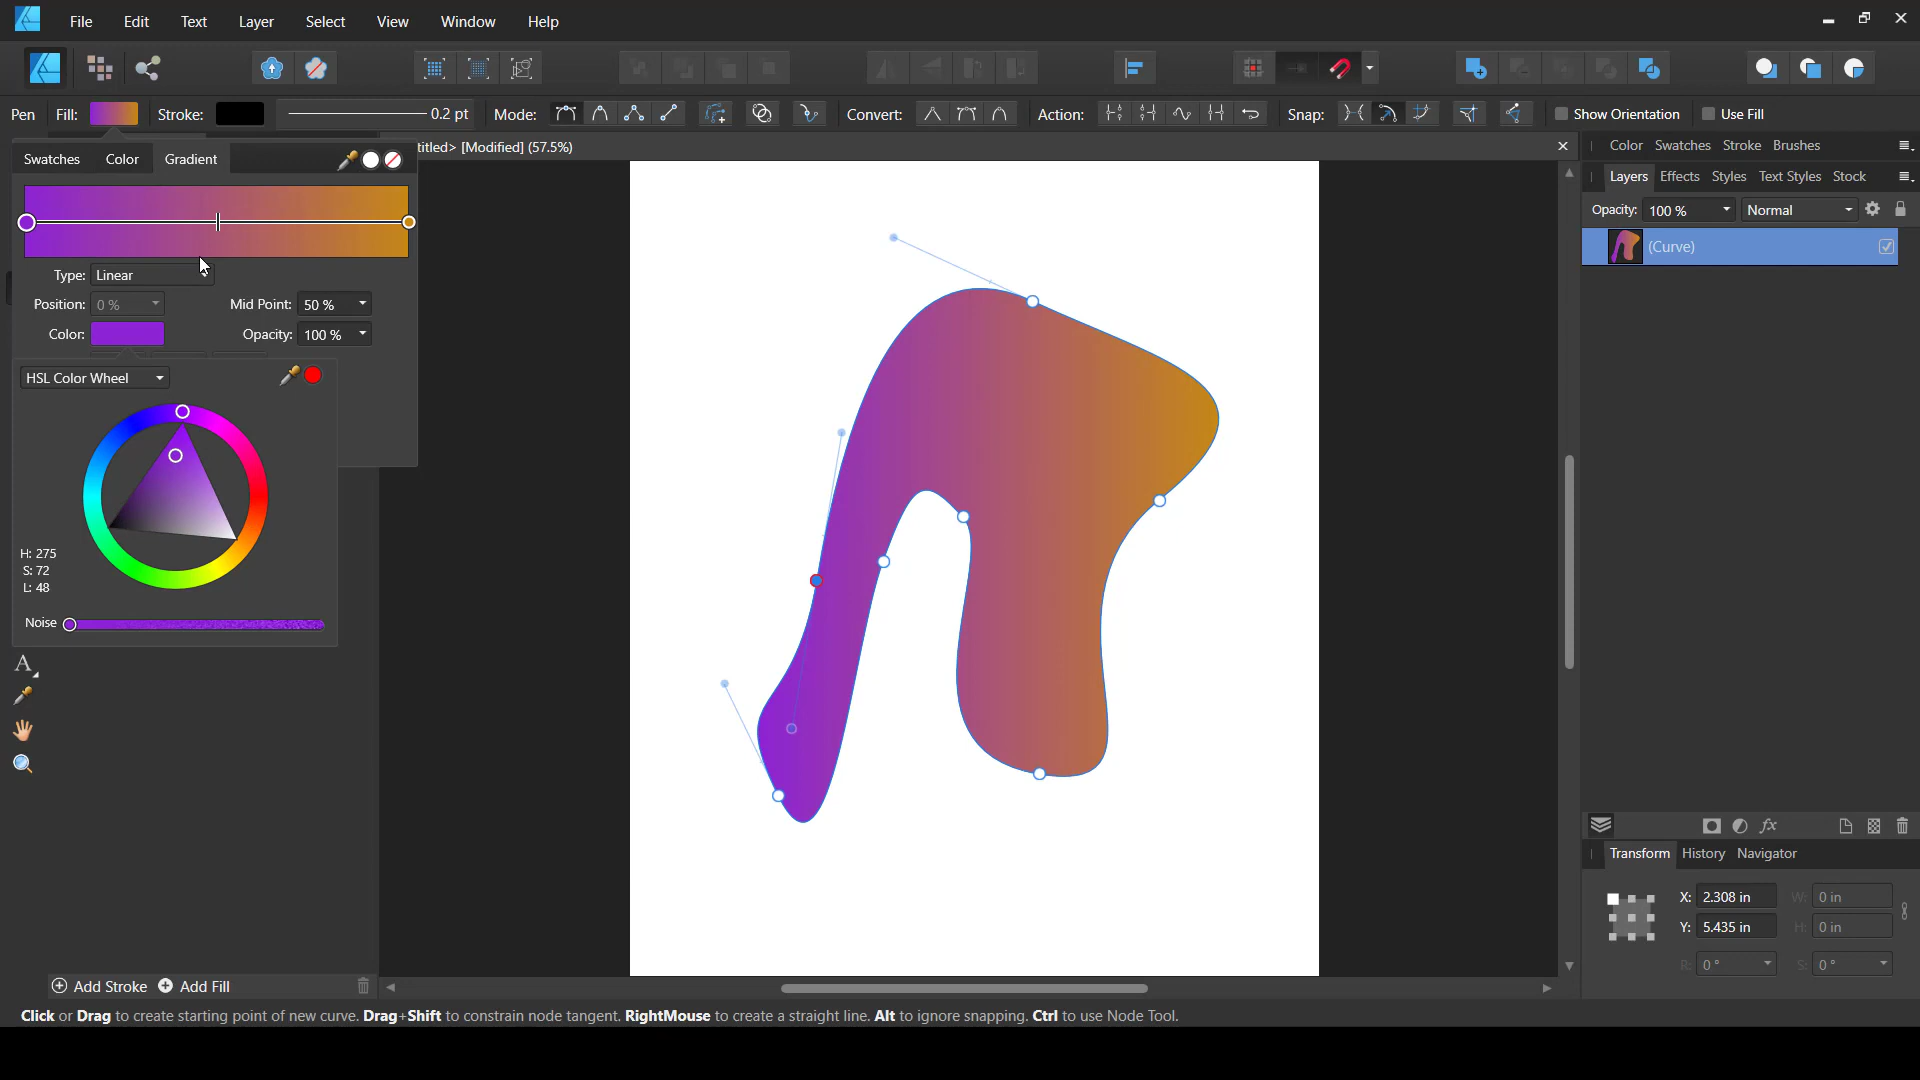 File Edit Text Layer Select View Window Help
Pen Fill: Stroke: 0.2 pt Mode: Convert: Action: Snap: Show Orientation Use Fill
Swatches Color Gradient
titled> [Modified] (57.5%)
Type: Linear
Position: 0 % Mid Point: 50 %
Color: Opacity: 100 %
HSL Color Wheel
H: 275
S: 72
L: 48
Noise
A
Add Stroke Add Fill
Color Swatches Stroke Brushes
Layers Effects Styles Text Styles Stock
Opacity: 100 % Normal
(Curve)
fx
Transform History Navigator
X: 2.308 in W: 0 in
Y: 5.435 in H: 0 in
R: 0 ° S: 0 °
Click or Drag to create starting point of new curve. Drag+Shift to constrain node tangent. RightMouse to create a straight line. Alt to ignore snapping. Ctrl to use Node Tool.